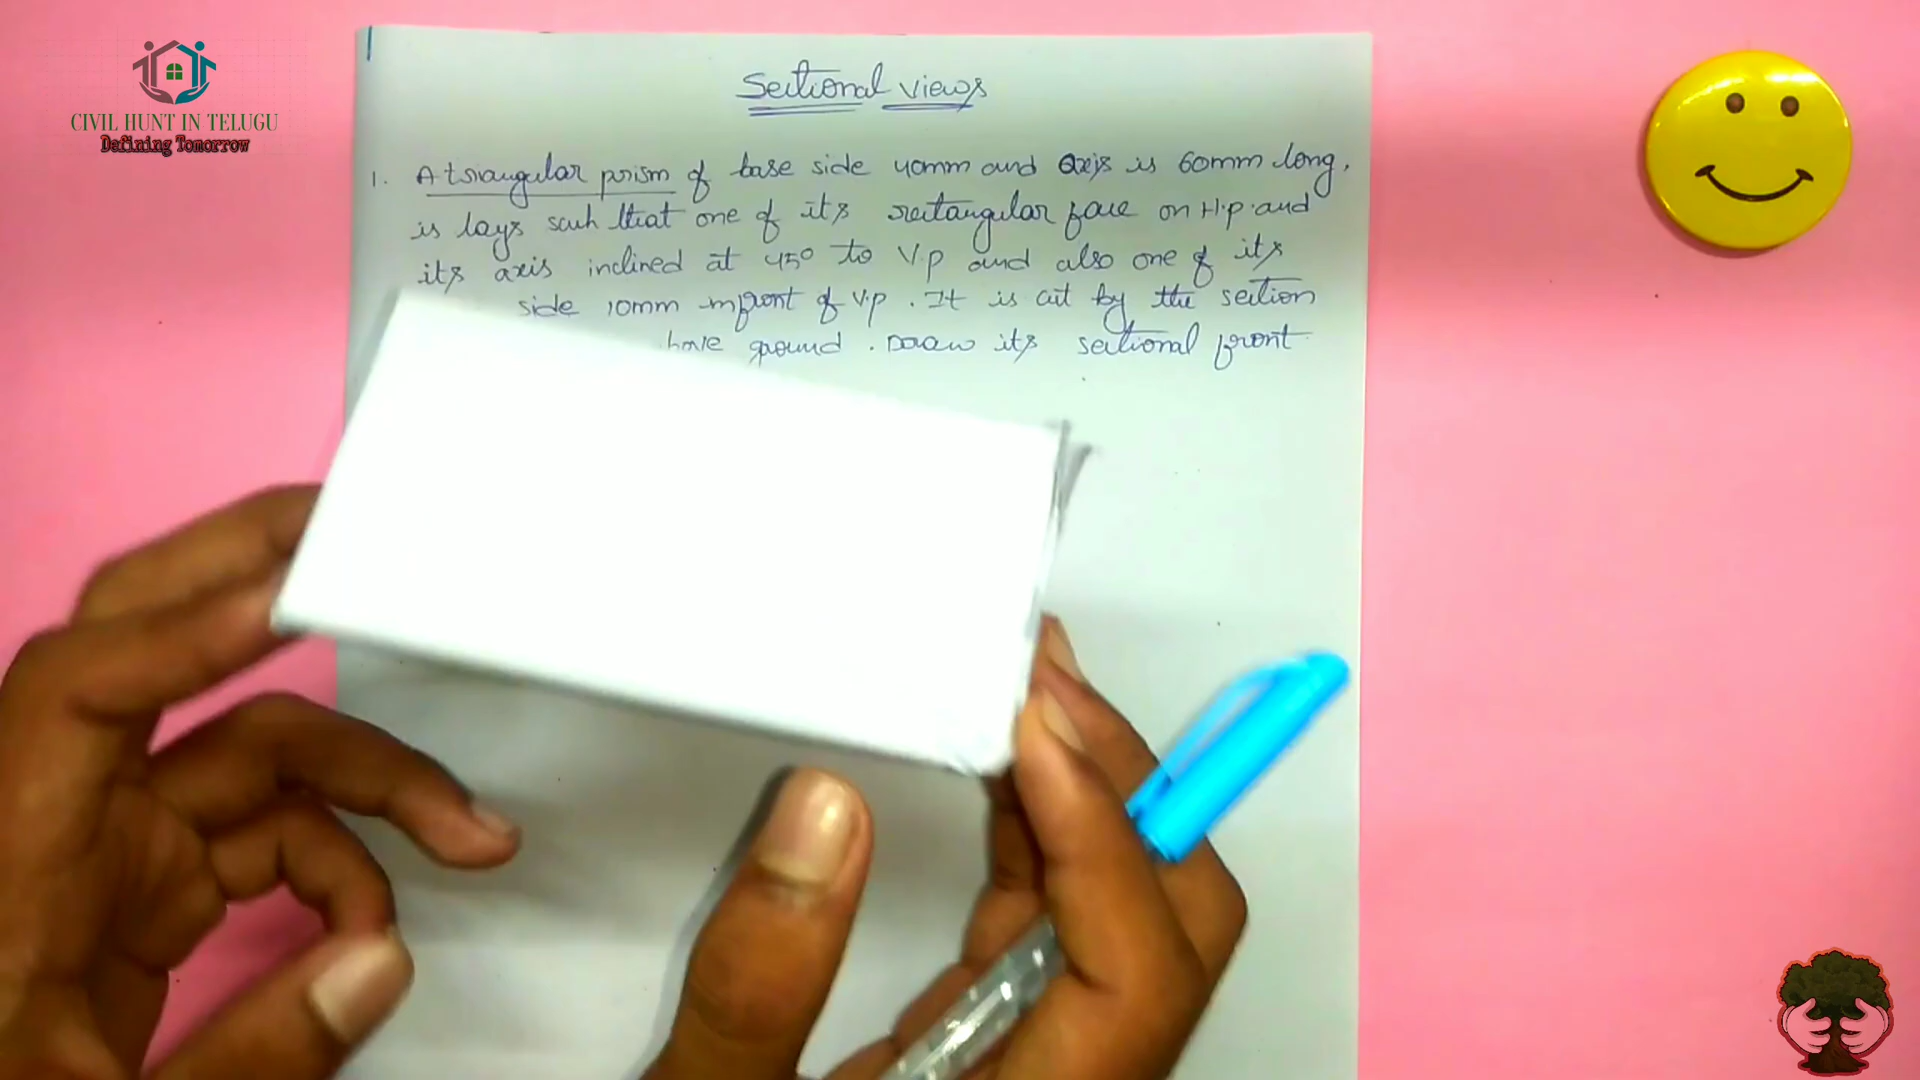 CIVIL HUNT IN TELUGU
Defining Tomorrow
Sectional views
1. A triangular prism of base side 40mm and Axis is 60mm long,
is lays such that one of its rectangular face on H.p. and
its axis inclined at 45° to V.p and also one of its
side 10mm infront of V.p. It is cut by the section
ground. Draw its sectional front